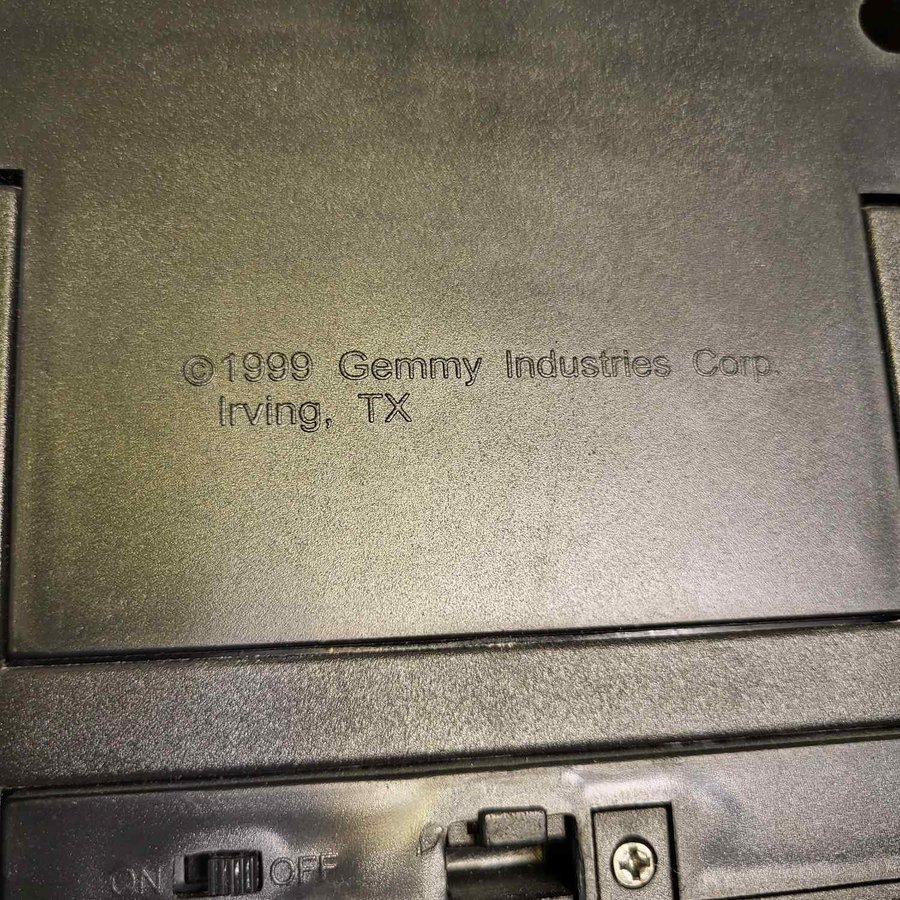 ©1999 Gemmy Industries Corp.
Irving, TX
ON OFF